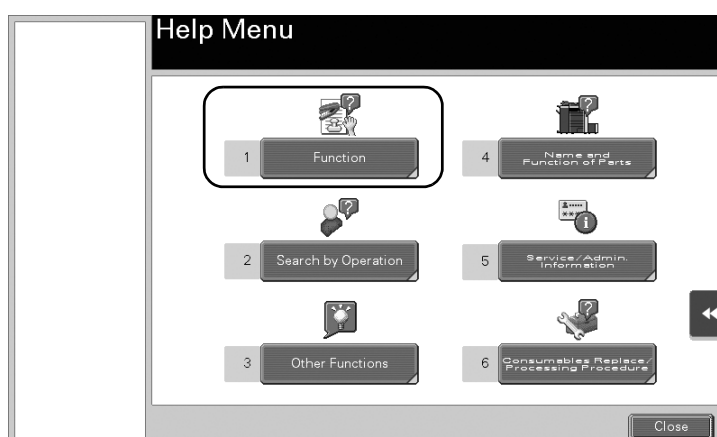 Help Menu
1 Function
4 Name and
Function of Parts
2 Search by Operation
5 Service/Admin.
Information
3 Other Functions
6 Consumables Replace/
Processing Procedure
Close